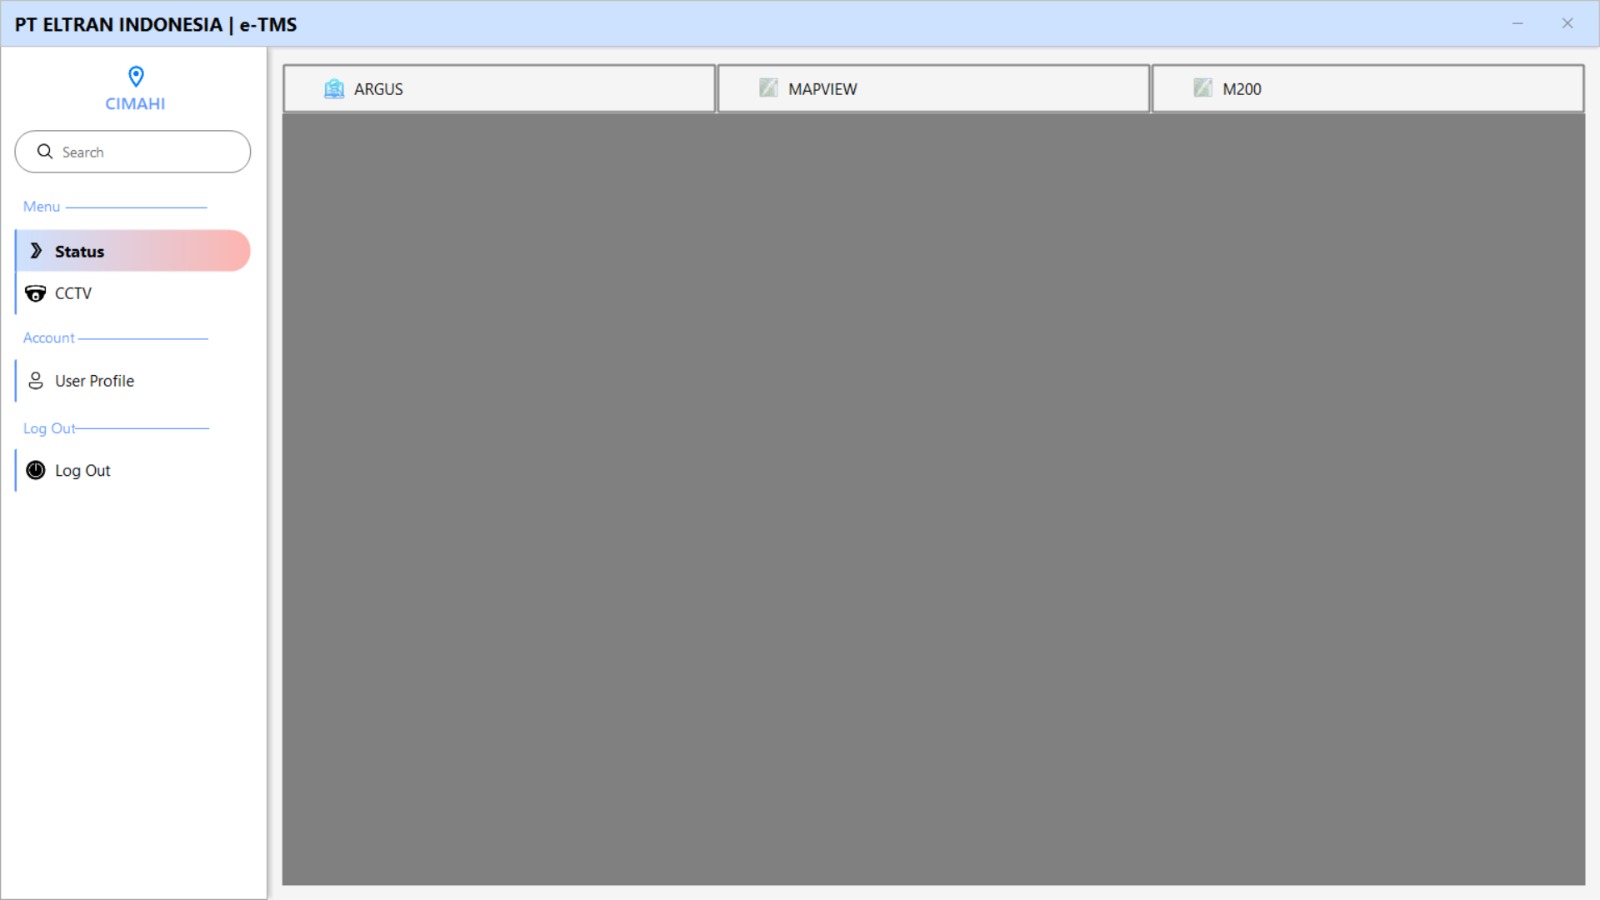 PT ELTRAN INDONESIA | e-TMS
CIMAHI
Search
Menu
Status
CCTV
Account
User Profile
Log Out
Log Out
ARGUS
MAPVIEW
M200